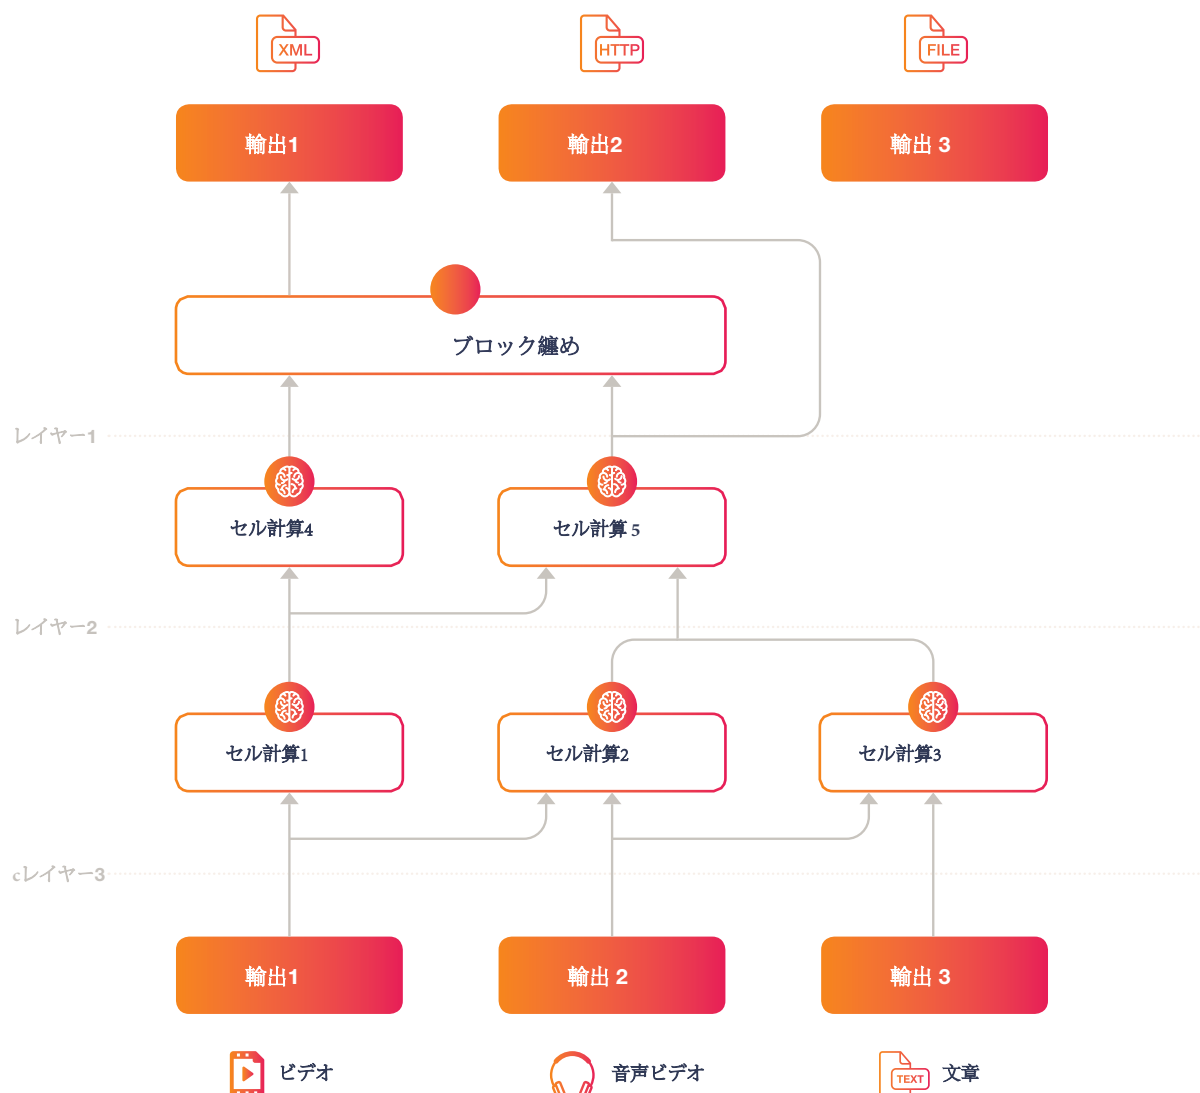 XML
HTTP
FILE
輸出1
輸出2
輸出 3
ブロック纏め
レイヤー1
セル計算4
セル計算 5
レイヤー2
セル計算1
セル計算2
セル計算3
cレイヤー3
輸出1
輸出 2
輸出 3
ビデオ
音声ビデオ
TEXT
文章